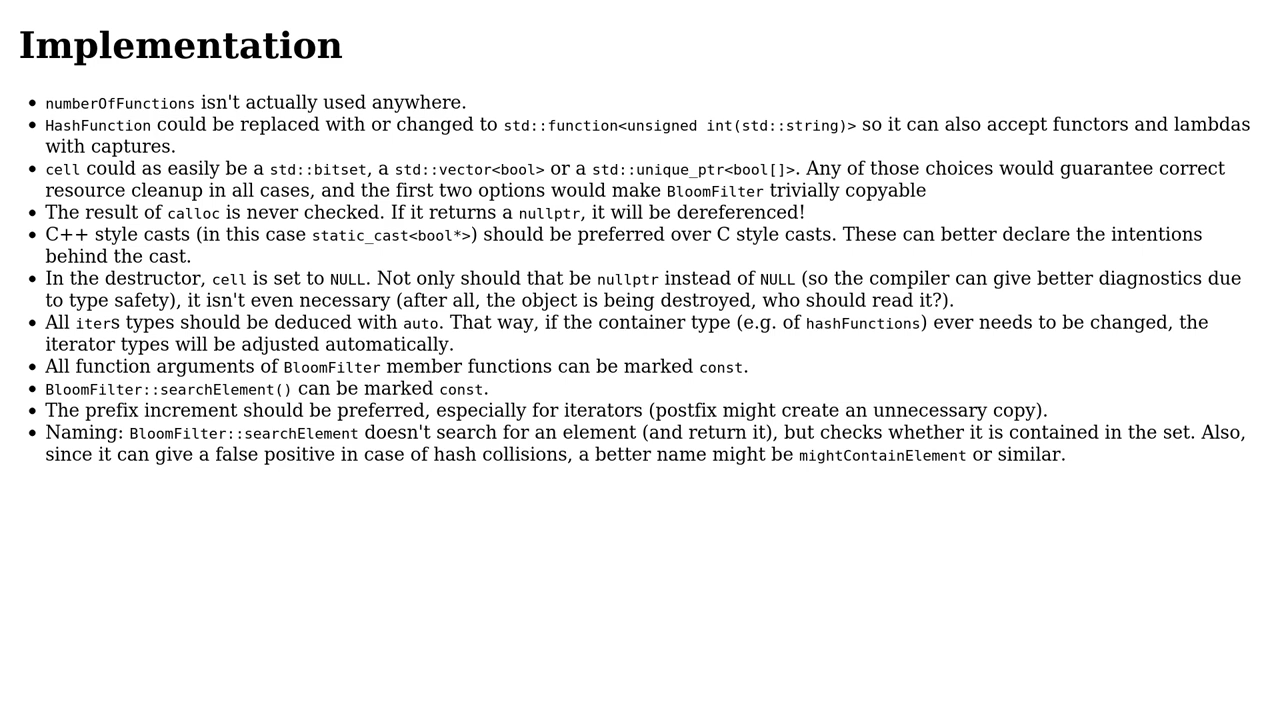 Implementation
• numberOfFunctions isn't actually used anywhere.
• HashFunction could be replaced with or changed to std::function<unsigned int(std::string)> so it can also accept functors and lambdas
with captures.
• cell could as easily be a std::bitset, a std::vector<bool> or a std::unique_ptr<bool[]>. Any of those choices would guarantee correct
resource cleanup in all cases, and the first two options would make BloomFilter trivially copyable
• The result of calloc is never checked. If it returns a nullptr, it will be dereferenced!
• C++ style casts (in this case static_cast<bool*>) should be preferred over C style casts. These can better declare the intentions
behind the cast.
• In the destructor, cell is set to NULL. Not only should that be nullptr instead of NULL (so the compiler can give better diagnostics due
to type safety), it isn't even necessary (after all, the object is being destroyed, who should read it?).
• All iters types should be deduced with auto. That way, if the container type (e.g. of hashFunctions) ever needs to be changed, the
iterator types will be adjusted automatically.
• All function arguments of BloomFilter member functions can be marked const.
• BloomFilter::searchElement() can be marked const.
• The prefix increment should be preferred, especially for iterators (postfix might create an unnecessary copy).
• Naming: BloomFilter::searchElement doesn't search for an element (and return it), but checks whether it is contained in the set. Also,
since it can give a false positive in case of hash collisions, a better name might be mightContainElement or similar.